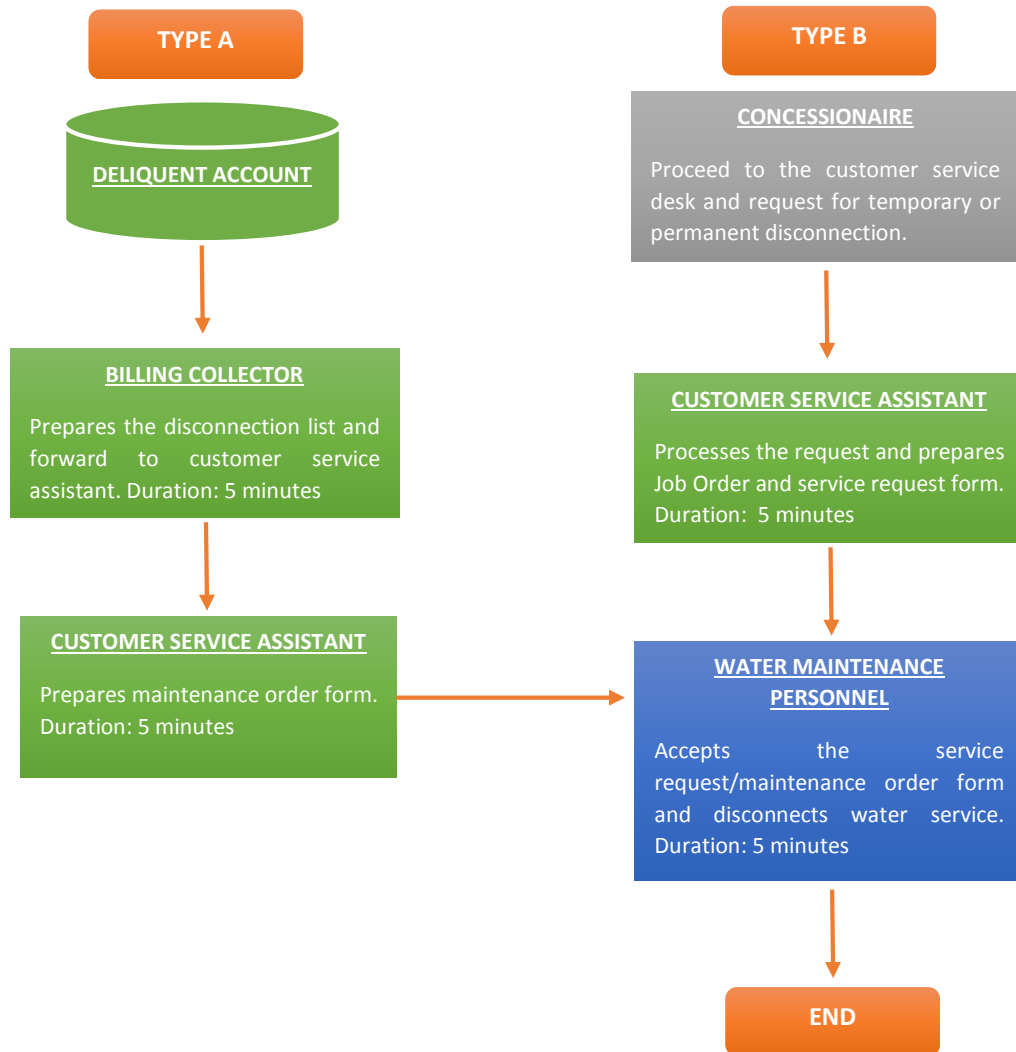 TYPE A
DELIQUENT ACCOUNT
BILLING COLLECTOR
Prepares the disconnection list and
forward to customer service
assistant. Duration: 5 minutes
CUSTOMER SERVICE ASSISTANT
Prepares maintenance order form.
Duration: 5 minutes
TYPE B
CONCESSIONAIRE
Proceed to the customer service
desk and request for temporary or
permanent disconnection.
CUSTOMER SERVICE ASSISTANT
Processes the request and prepares
Job Order and service request form.
Duration: 5 minutes
WATER MAINTENANCE
PERSONNEL
Accepts the service
request/maintenance order form
and disconnects water service.
Duration: 5 minutes
END